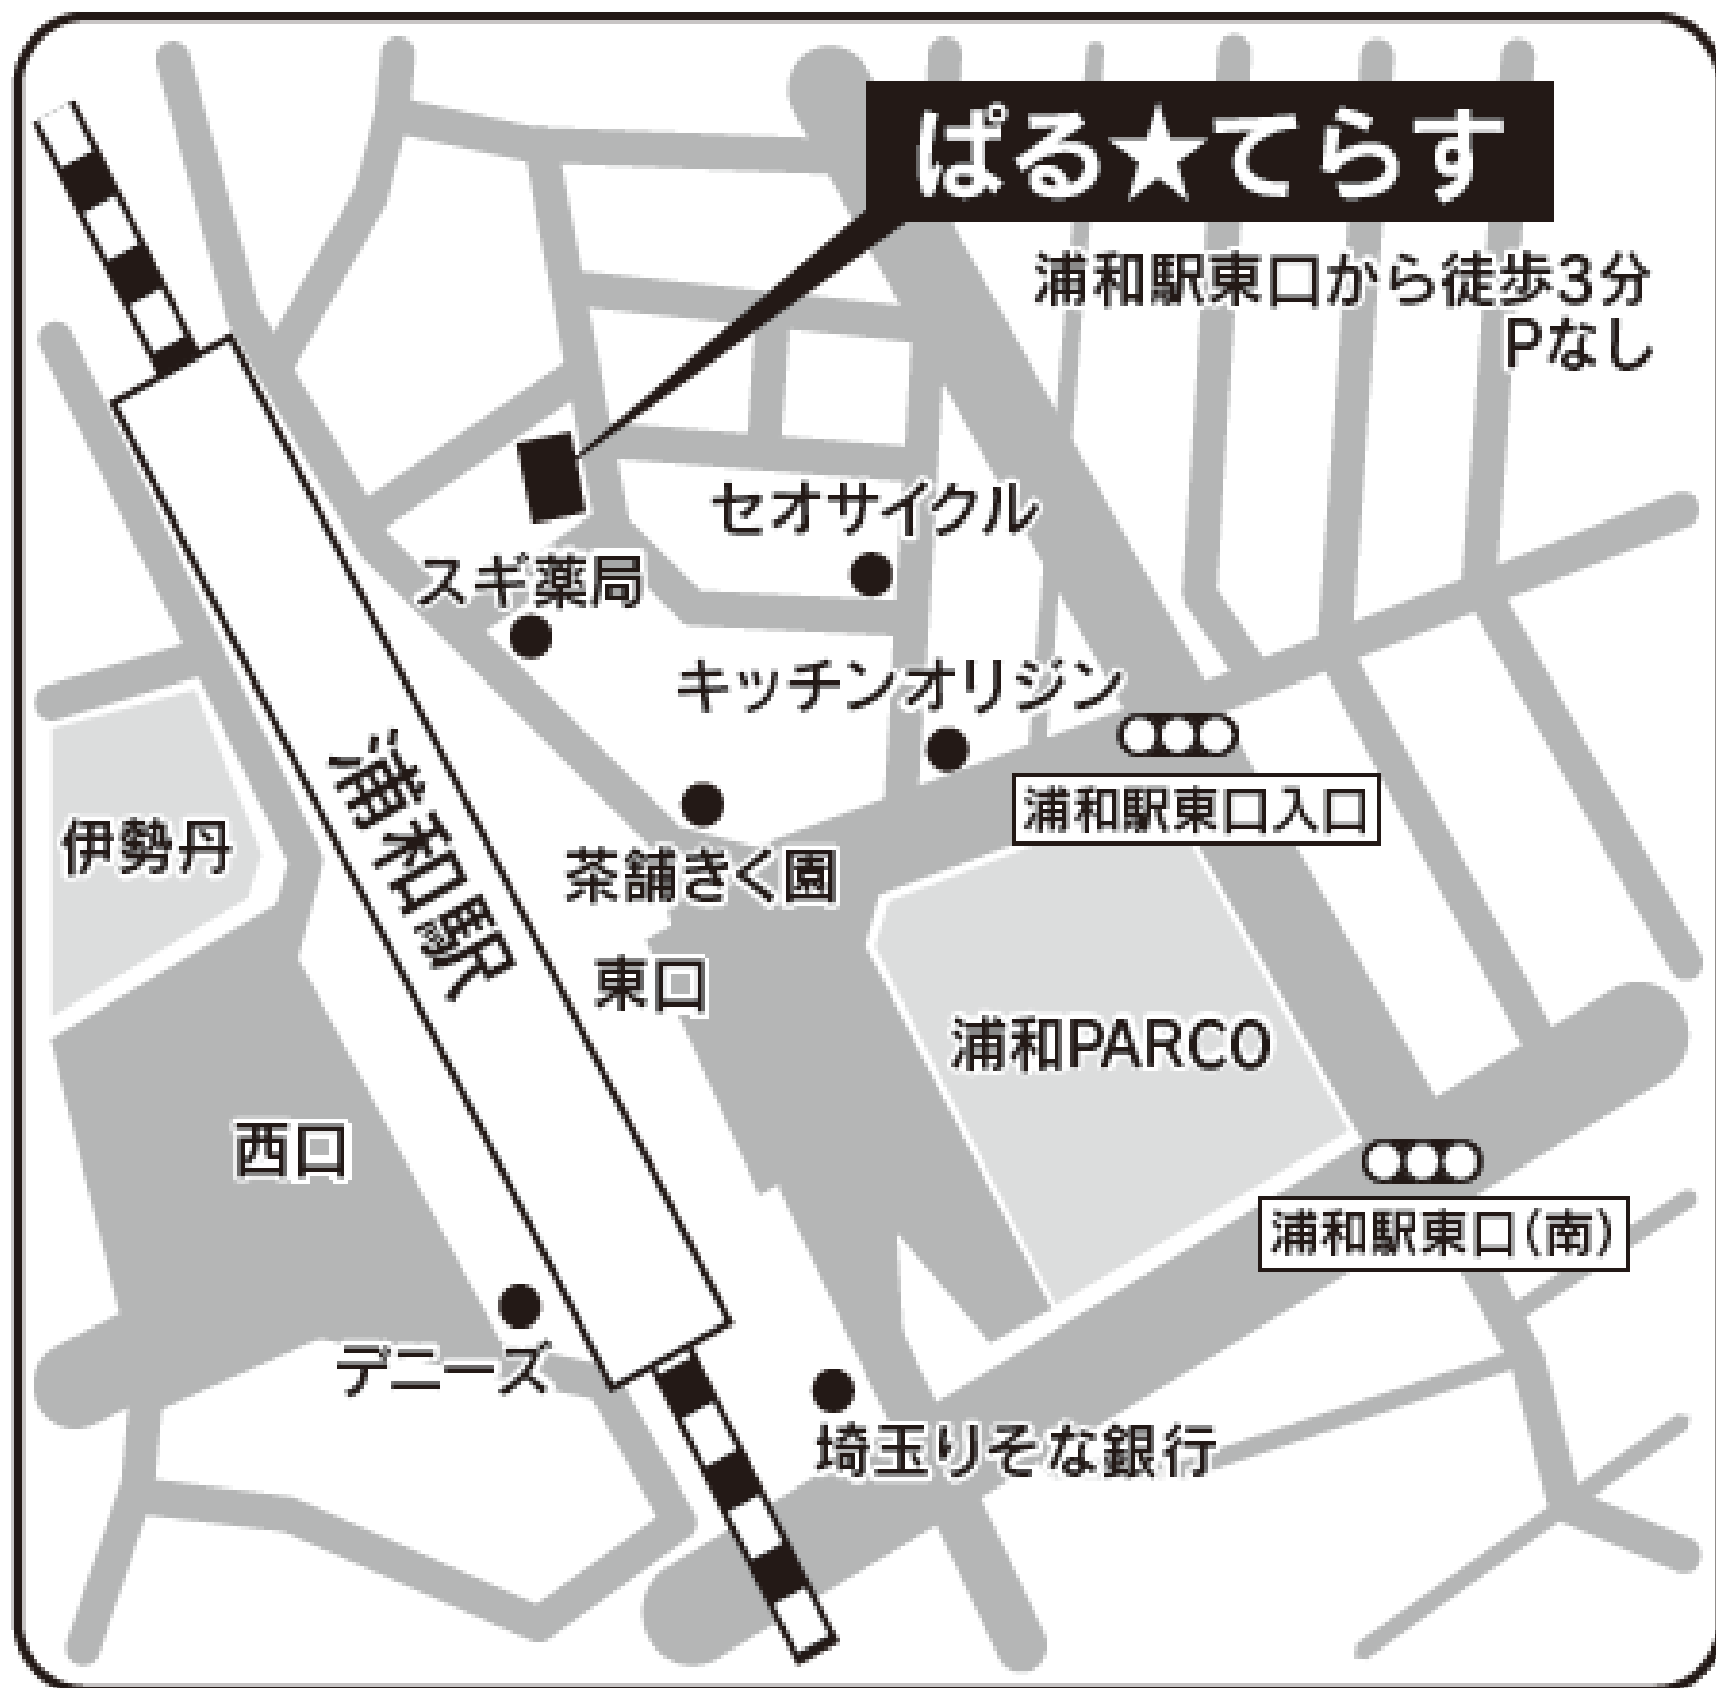 ぱる★てらす
浦和駅東口から徒歩3分
Pなし
セオサイクル
スギ薬局
キッチンオリジン
浦和駅東口入口
浦和駅
伊勢丹
茶舗きく園
東口
浦和PARCO
西口
浦和駅東口(南)
デニーズ
埼玉りそな銀行